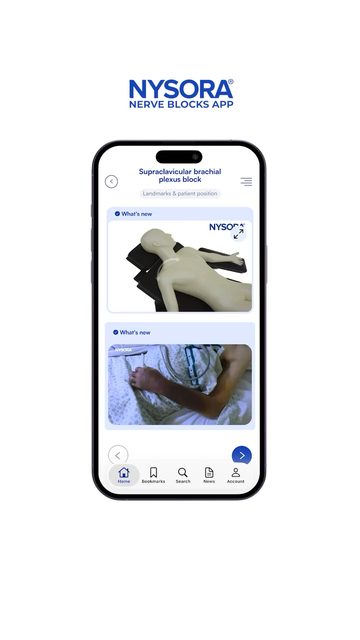 NYSORA®
NERVE BLOCKS APP
Supraclavicular brachial
plexus block
Landmarks & patient position
What's new
NYSORA
What's new
NYSORA
Home
Bookmarks
Search
News
Account